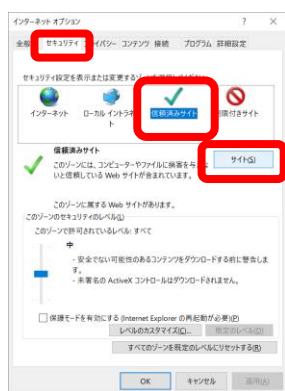 インターネット オプション
? ×
全般 セキュリティ イバシー コンテンツ 接続 プログラム 詳細設定
セキュリティ設定を表示または変更する
インターネット
ローカル イントラネット
信頼済みサイト
限付きサイト
信頼済みサイト
サイト(S)
このゾーンには、コンピューターやファイルに損害を与え
いと信頼している Web サイトが含まれています。
このゾーンに属する Web サイトがあります。
このゾーンのセキュリティのレベル(L)
このゾーンで許可されているレベル: すべて
中
- 安全でない可能性のあるコンテンツをダウンロードする前に警告しま
す。
- 未署名の ActiveX コントロールはダウンロードされません。
保護モードを有効にする (Internet Explorer の再起動が必要)(P)
レベルのカスタマイズ(C)... 既定のレベル(D)
すべてのゾーンを既定のレベルにリセットする(R)
OK キャンセル 適用(A)